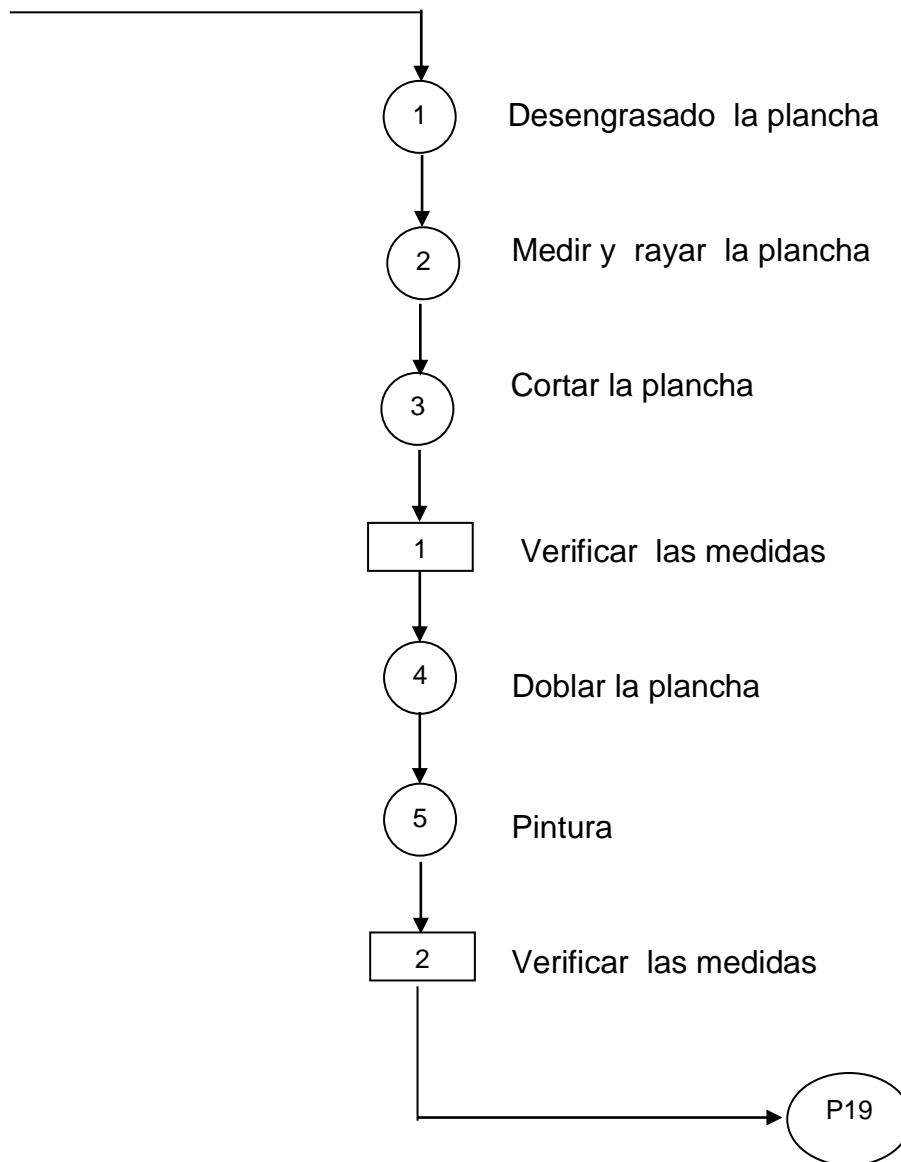 1 Desengrasado la plancha
2 Medir y rayar la plancha
3 Cortar la plancha
1 Verificar las medidas
4 Doblar la plancha
5 Pintura
2 Verificar las medidas
P19